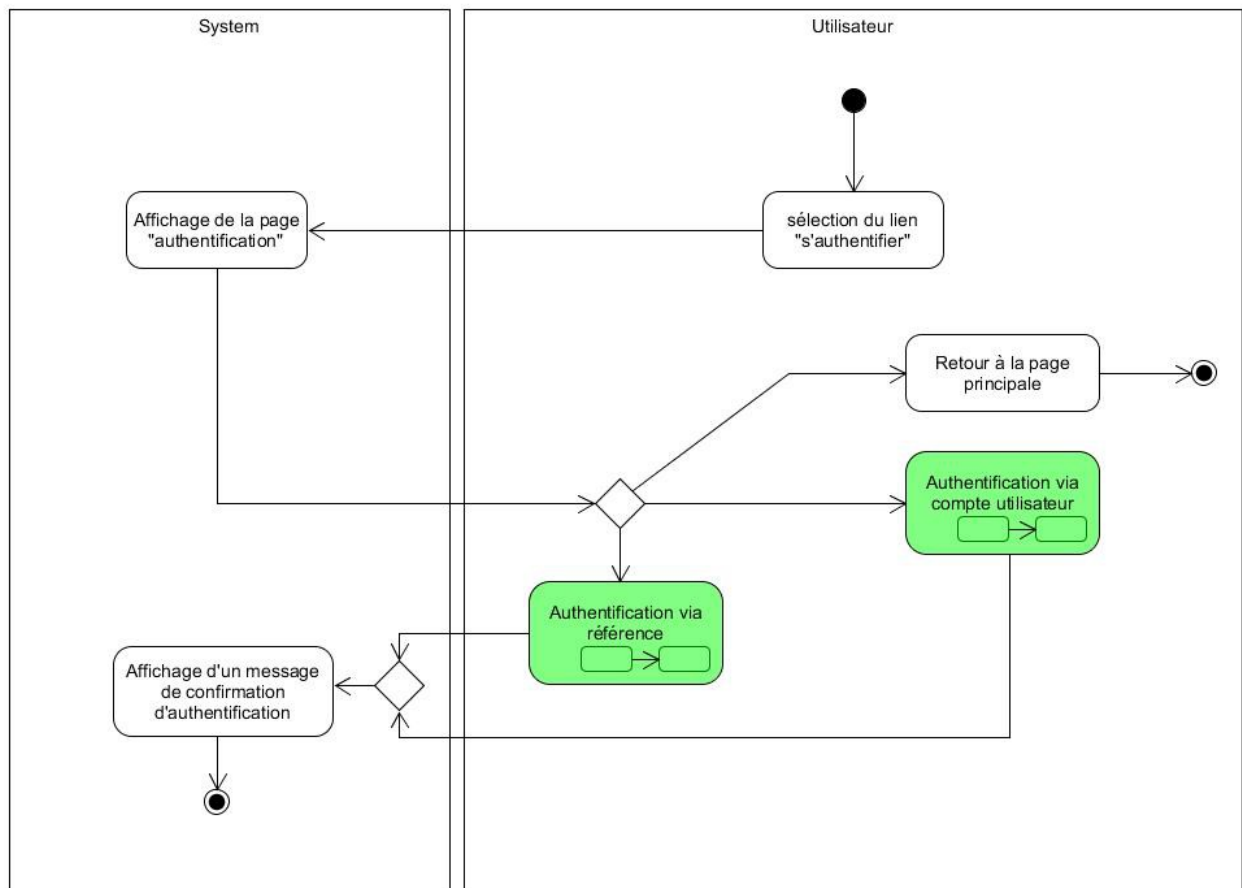 System
Utilisateur
Affichage de la page
"authentification"
sélection du lien
"s'authentifier"
Retour à la page
principale
Authentification via
compte utilisateur
Authentification via
référence
Affichage d'un message
de confirmation
d'authentification